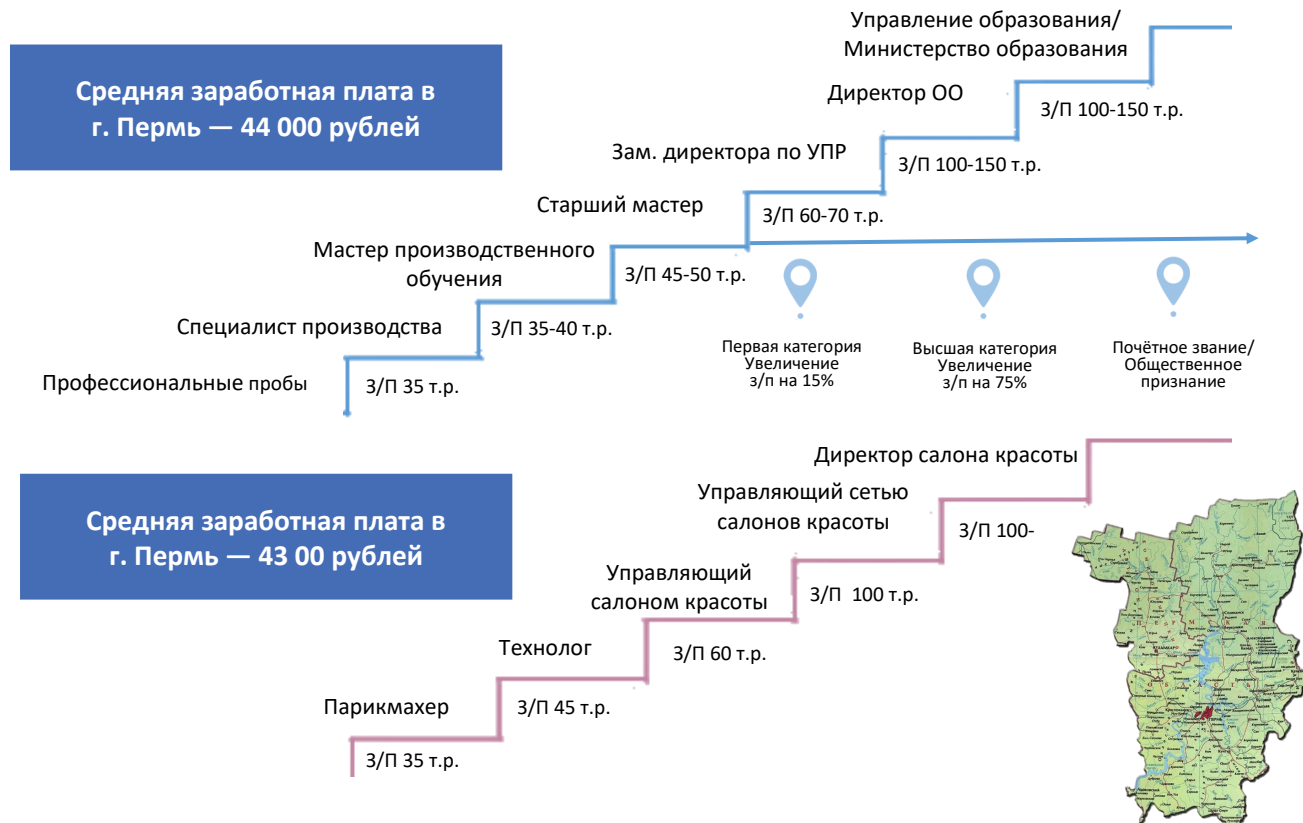 Управление образования/
Министерство образования
Средняя заработная плата в
г. Пермь — 44 000 рублей
Директор ОО
З/П 100-150 т.р.
Зам. директора по УПР
З/П 100-150 т.р.
Старший мастер
З/П 60-70 т.р.
Мастер производственного
обучения
З/П 45-50 т.р.
Специалист производства
З/П 35-40 т.р.
Профессиональные пробы
З/П 35 т.р.
Первая категория
Увеличение
з/п на 15%
Высшая категория
Увеличение
з/п на 75%
Почётное звание/
Общественное
признание
Средняя заработная плата в
г. Пермь — 43 00 рублей
Директор салона красоты
Управляющий сетью
салонов красоты
З/П 100-
Управляющий
салоном красоты
З/П 100 т.р.
Технолог
З/П 60 т.р.
Парикмахер
З/П 45 т.р.
З/П 35 т.р.